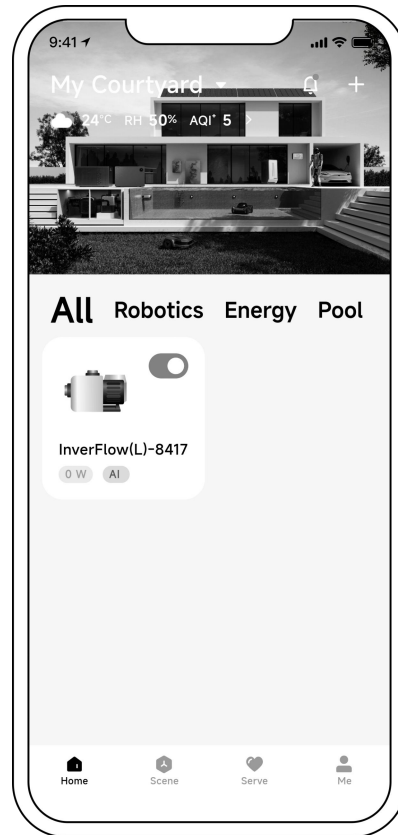 9:41
My Courtyard
24°C RH 50% AQI* 5
All Robotics Energy Pool
InverFlow(L)-8417
0 W AI
Home Scene Serve Me